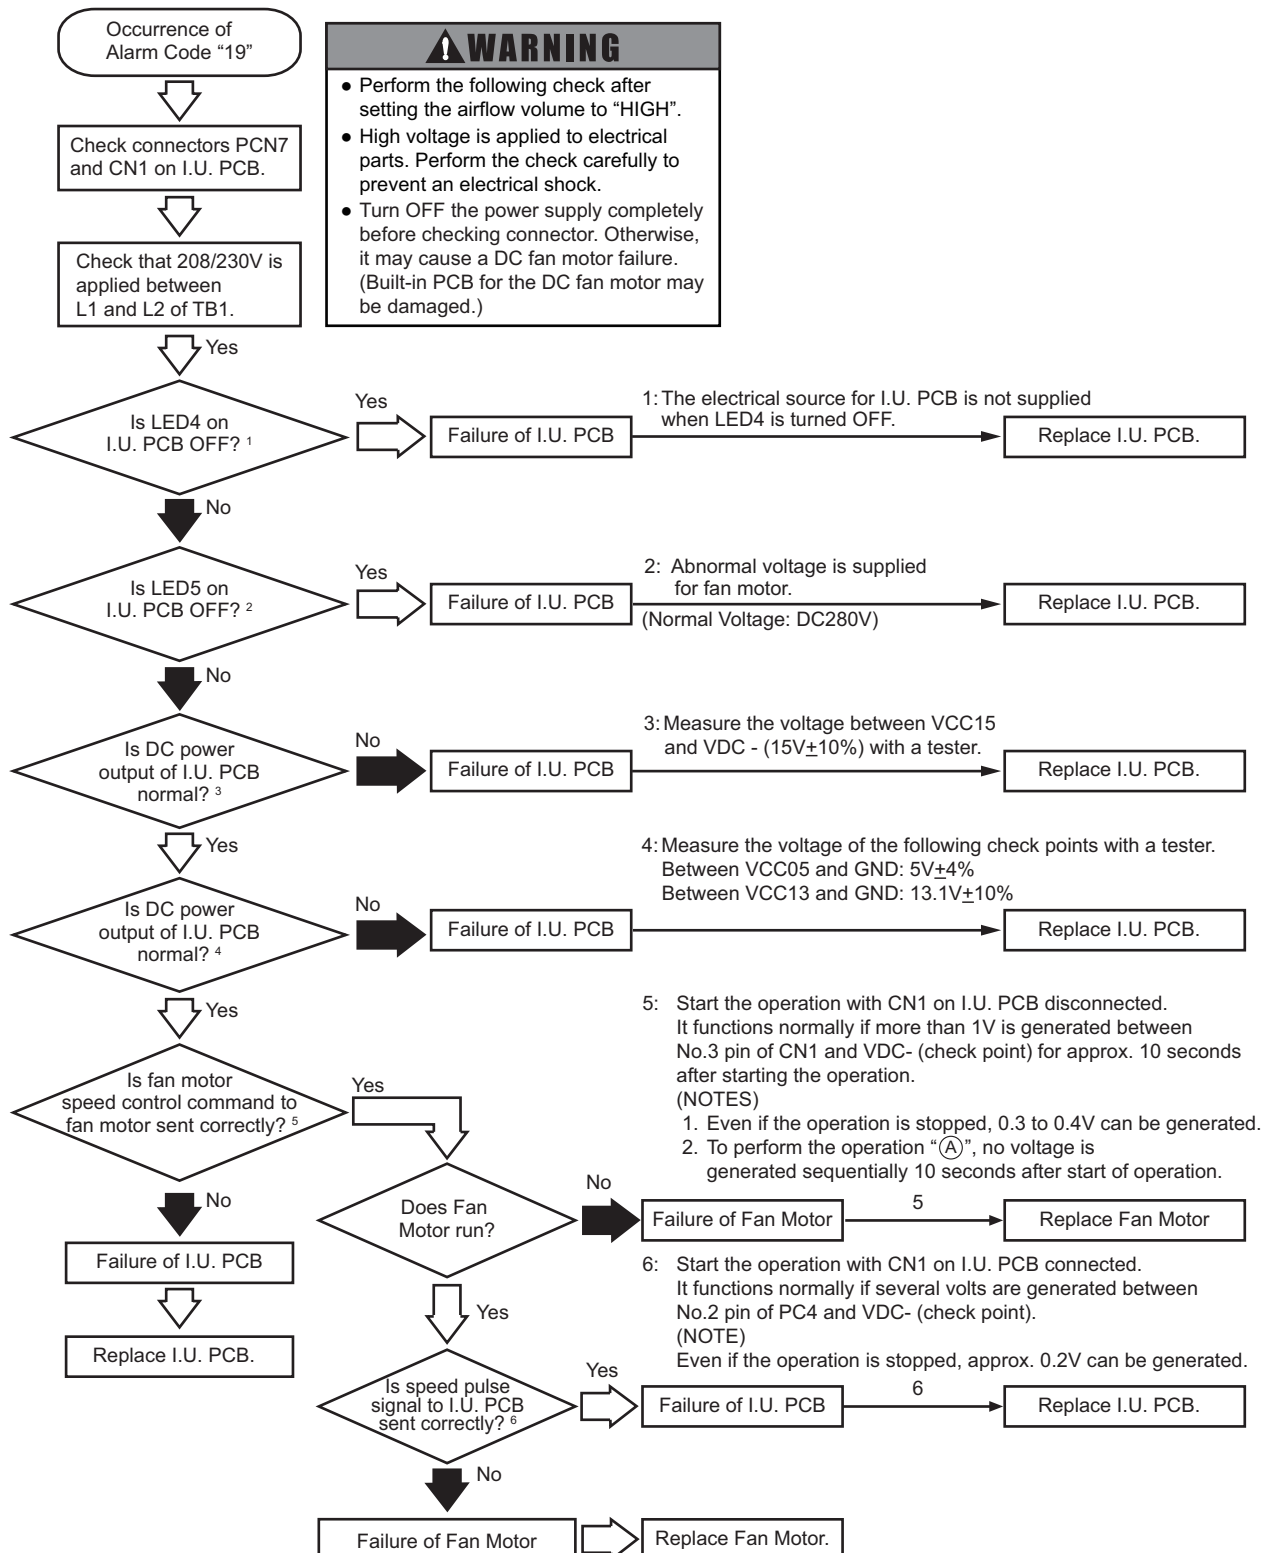 Occurrence of
Alarm Code “19”
WARNING
● Perform the following check after
setting the airflow volume to “HIGH”.
● High voltage is applied to electrical
parts. Perform the check carefully to
prevent an electrical shock.
● Turn OFF the power supply completely
before checking connector. Otherwise,
it may cause a DC fan motor failure.
(Built-in PCB for the DC fan motor may
be damaged.)
Check connectors PCN7
and CN1 on I.U. PCB.
Check that 208/230V is
applied between
L1 and L2 of TB1.
Yes
Is LED4 on
I.U. PCB OFF? 1
Yes
Failure of I.U. PCB
1: The electrical source for I.U. PCB is not supplied
when LED4 is turned OFF.
Replace I.U. PCB.
No
Is LED5 on
I.U. PCB OFF? 2
Yes
Failure of I.U. PCB
2: Abnormal voltage is supplied
for fan motor.
(Normal Voltage: DC280V)
Replace I.U. PCB.
No
Is DC power
output of I.U. PCB
normal? 3
No
Failure of I.U. PCB
3: Measure the voltage between VCC15
and VDC - (15V±10%) with a tester.
Replace I.U. PCB.
Yes
Is DC power
output of I.U. PCB
normal? 4
No
Failure of I.U. PCB
4: Measure the voltage of the following check points with a tester.
Between VCC05 and GND: 5V±4%
Between VCC13 and GND: 13.1V±10%
Replace I.U. PCB.
Yes
Is fan motor
speed control command to
fan motor sent correctly? 5
Yes
5: Start the operation with CN1 on I.U. PCB disconnected.
It functions normally if more than 1V is generated between
No.3 pin of CN1 and VDC- (check point) for approx. 10 seconds
after starting the operation.
(NOTES)
1. Even if the operation is stopped, 0.3 to 0.4V can be generated.
2. To perform the operation “Ⓐ”, no voltage is
generated sequentially 10 seconds after start of operation.
No
Failure of I.U. PCB
Replace I.U. PCB.
Does Fan
Motor run?
No
Failure of Fan Motor
5
Replace Fan Motor
Yes
6: Start the operation with CN1 on I.U. PCB connected.
It functions normally if several volts are generated between
No.2 pin of PC4 and VDC- (check point).
(NOTE)
Even if the operation is stopped, approx. 0.2V can be generated.
Is speed pulse
signal to I.U. PCB
sent correctly? 6
Yes
Failure of I.U. PCB
6
Replace I.U. PCB.
No
Failure of Fan Motor
Replace Fan Motor.